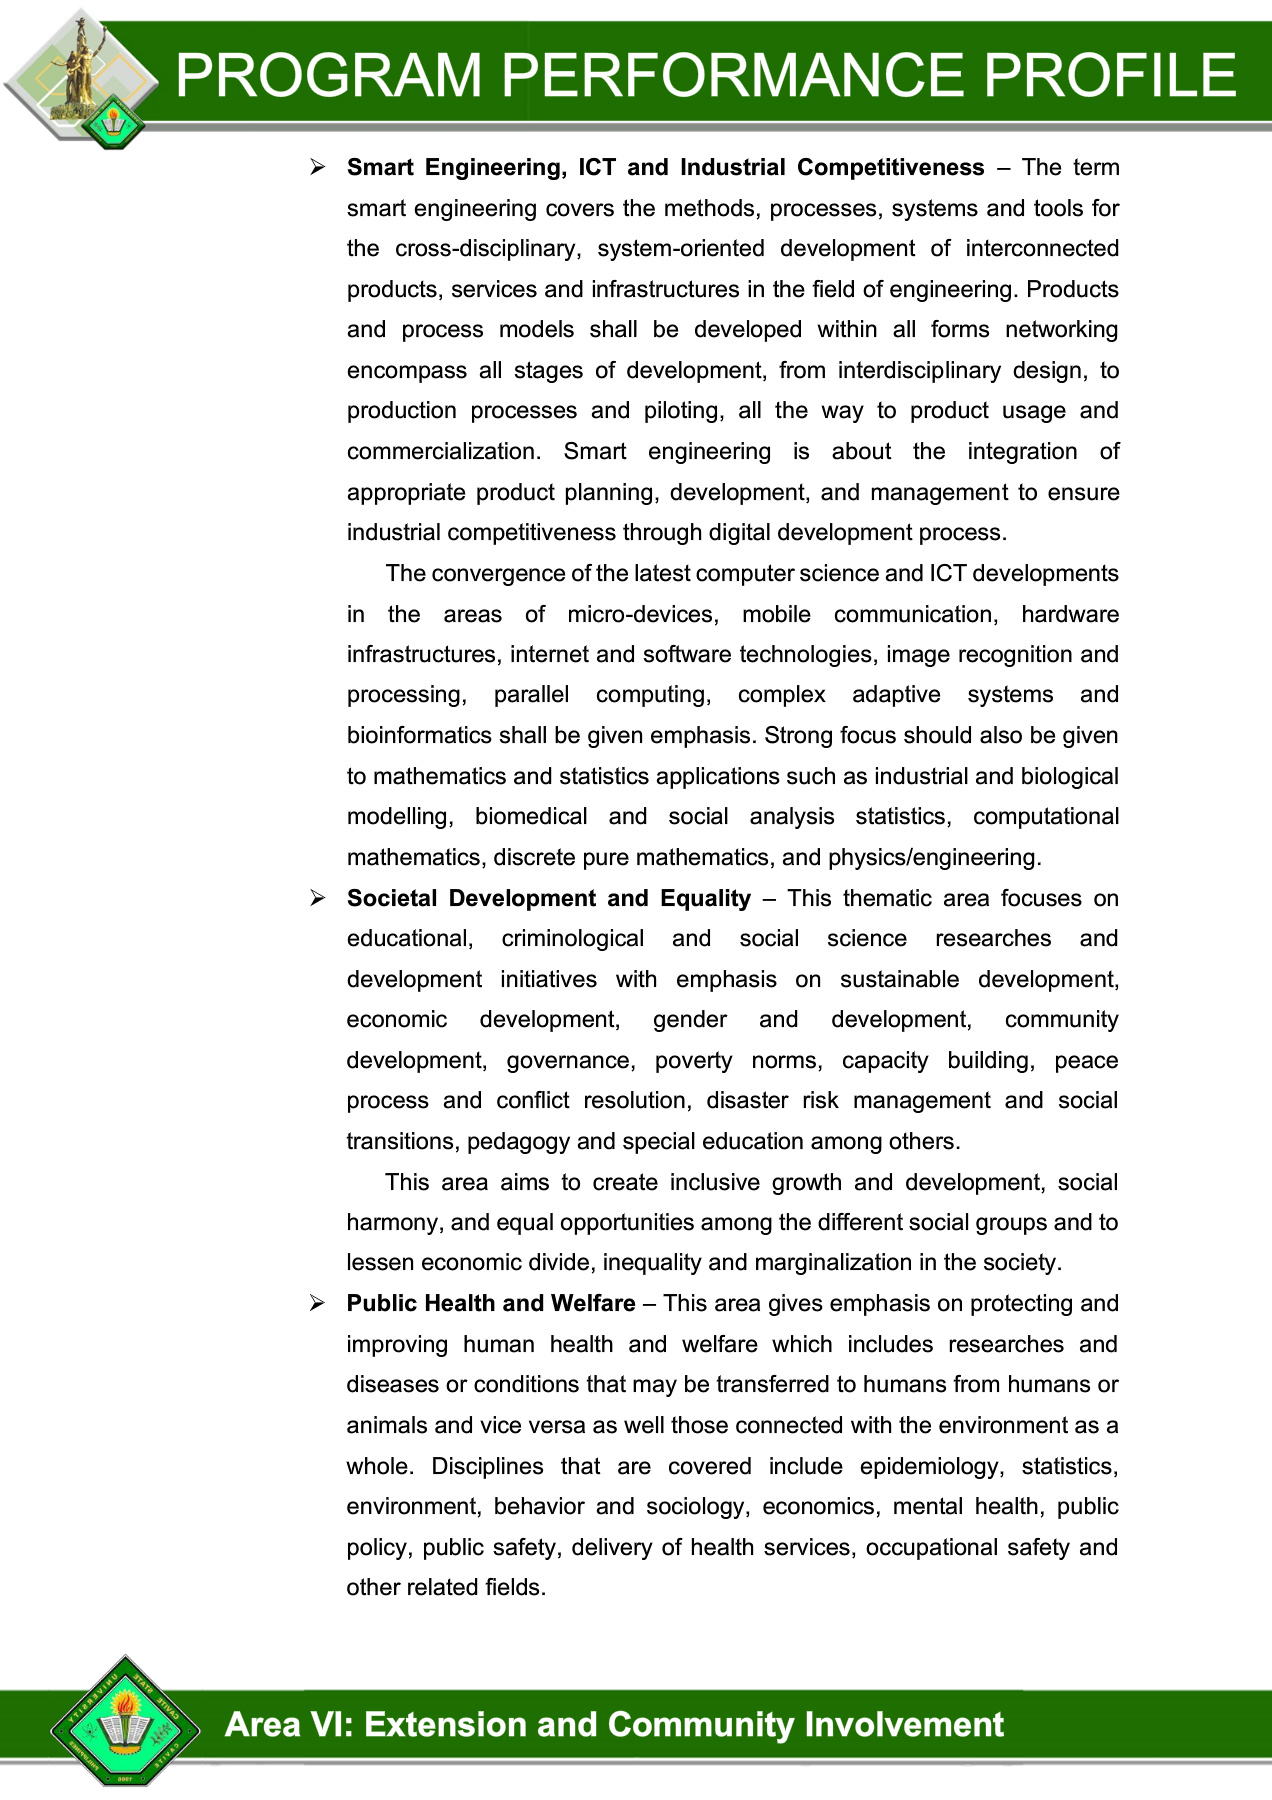 PROGRAM PERFORMANCE PROFILE
➢ Smart Engineering, ICT and Industrial Competitiveness – The term
smart engineering covers the methods, processes, systems and tools for
the cross-disciplinary, system-oriented development of interconnected
products, services and infrastructures in the field of engineering. Products
and process models shall be developed within all forms networking
encompass all stages of development, from interdisciplinary design, to
production processes and piloting, all the way to product usage and
commercialization. Smart engineering is about the integration of
appropriate product planning, development, and management to ensure
industrial competitiveness through digital development process.
The convergence of the latest computer science and ICT developments
in the areas of micro-devices, mobile communication, hardware
infrastructures, internet and software technologies, image recognition and
processing, parallel computing, complex adaptive systems and
bioinformatics shall be given emphasis. Strong focus should also be given
to mathematics and statistics applications such as industrial and biological
modelling, biomedical and social analysis statistics, computational
mathematics, discrete pure mathematics, and physics/engineering.
➢ Societal Development and Equality – This thematic area focuses on
educational, criminological and social science researches and
development initiatives with emphasis on sustainable development,
economic development, gender and development, community
development, governance, poverty norms, capacity building, peace
process and conflict resolution, disaster risk management and social
transitions, pedagogy and special education among others.
This area aims to create inclusive growth and development, social
harmony, and equal opportunities among the different social groups and to
lessen economic divide, inequality and marginalization in the society.
➢ Public Health and Welfare – This area gives emphasis on protecting and
improving human health and welfare which includes researches and
diseases or conditions that may be transferred to humans from humans or
animals and vice versa as well those connected with the environment as a
whole. Disciplines that are covered include epidemiology, statistics,
environment, behavior and sociology, economics, mental health, public
policy, public safety, delivery of health services, occupational safety and
other related fields.
CAVITE STATE UNIVERSITY
CAVITE
PHILIPPINES
1906
Area VI: Extension and Community Involvement